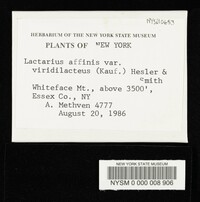 HERBARIUM OF THE NEW YORK STATE MUSEUM
PLANTS OF NEW YORK
Lactarius affinis var.
viridilacteus (Kauf.) Hesler &
Smith
Whiteface Mt., above 3500',
Essex Co., NY
A. Methven 4777
August 20, 1986
NEW YORK STATE MUSEUM
NYSM 0 000 008 906